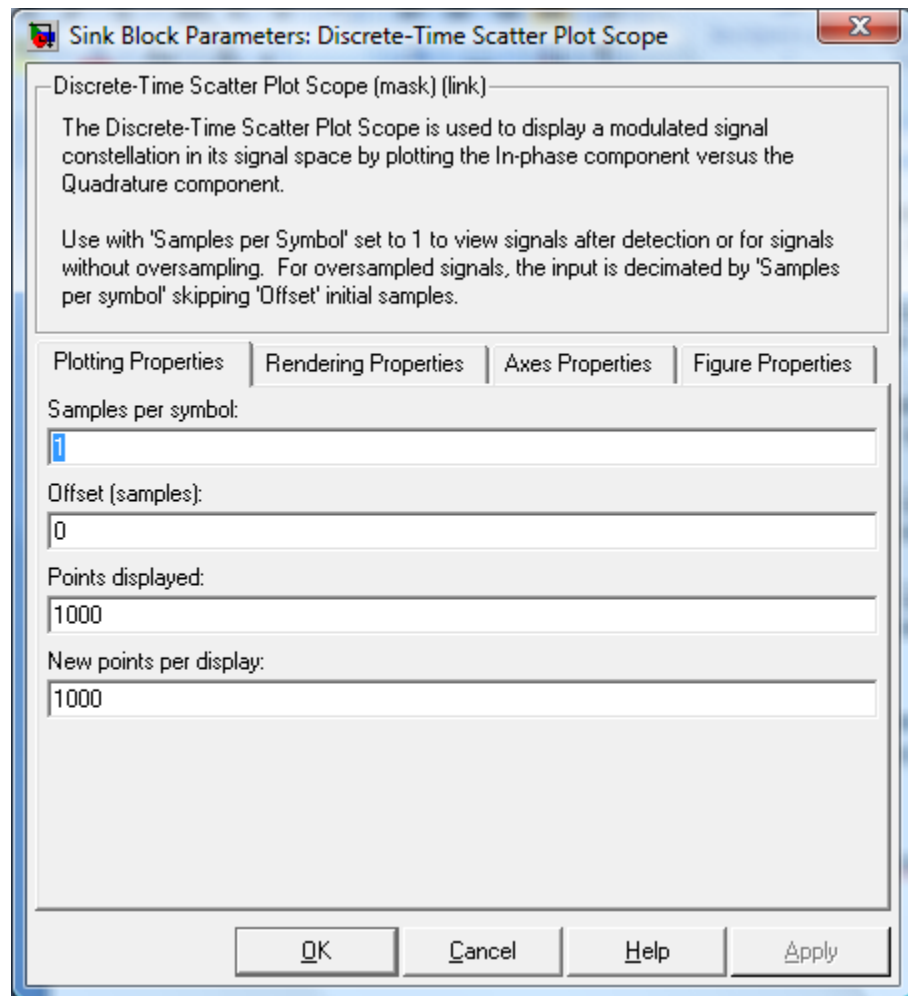 Sink Block Parameters: Discrete-Time Scatter Plot Scope
Discrete-Time Scatter Plot Scope (mask) (link)
The Discrete-Time Scatter Plot Scope is used to display a modulated signal
constellation in its signal space by plotting the In-phase component versus the
Quadrature component.
Use with 'Samples per Symbol' set to 1 to view signals after detection or for signals
without oversampling. For oversampled signals, the input is decimated by 'Samples
per symbol' skipping 'Offset' initial samples.
Plotting Properties Rendering Properties Axes Properties Figure Properties
Samples per symbol:
1
Offset (samples):
0
Points displayed:
1000
New points per display:
1000
OK Cancel Help Apply